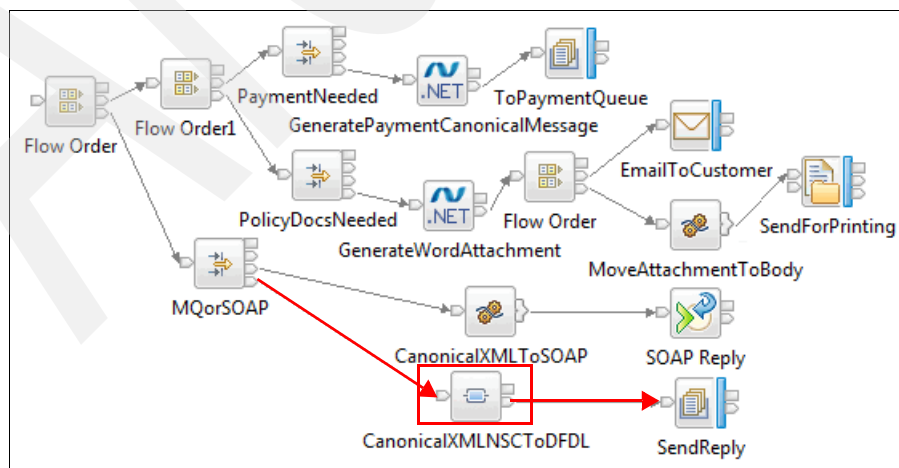 PaymentNeeded
.NET
ToPaymentQueue
Flow Order
Flow Order1
GeneratePaymentCanonicalMessage
EmailToCustomer
PolicyDocsNeeded
.NET
Flow Order
SendForPrinting
GenerateWordAttachment
MoveAttachmentToBody
MQorSOAP
CanonicalXMLToSOAP
SOAP Reply
CanonicalXMLNSCToDFDL
SendReply